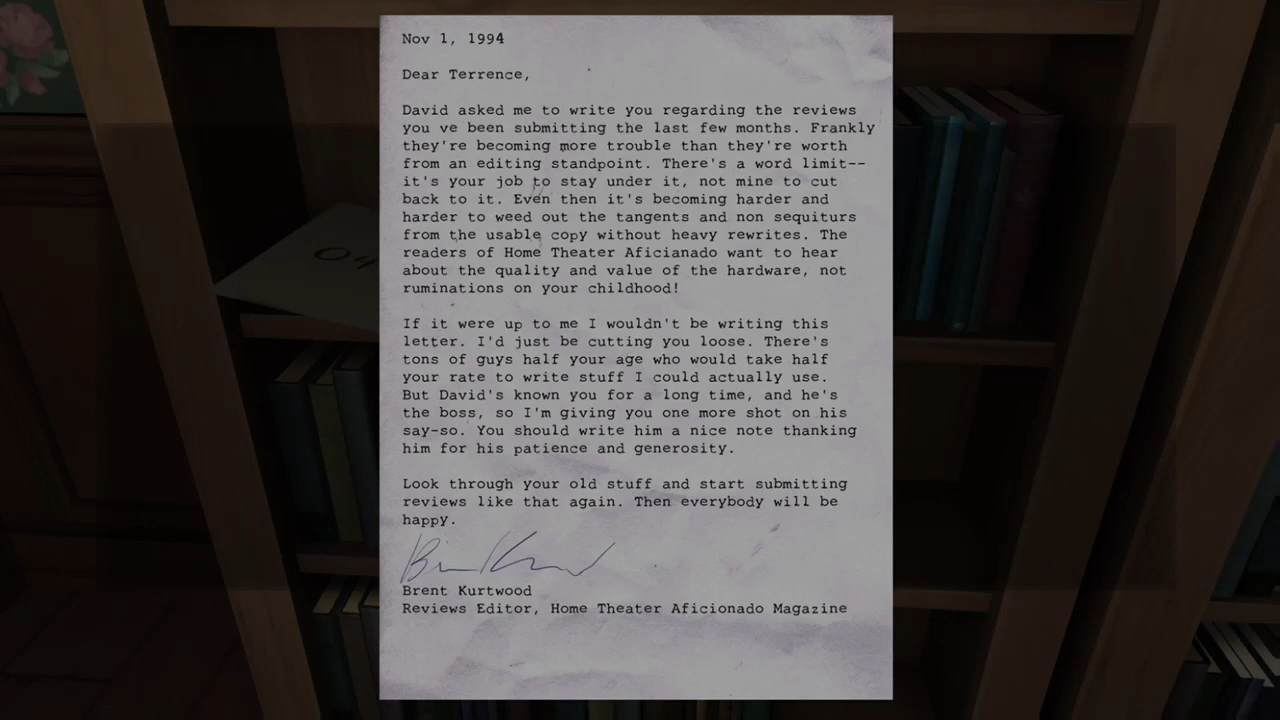 Nov 1, 1994
Dear Terrence,
David asked me to write you regarding the reviews
you ve been submitting the last few months. Frankly
they're becoming more trouble than they're worth
from an editing standpoint. There's a word limit--
it's your job to stay under it, not mine to cut
back to it. Even then it's becoming harder and
harder to weed out the tangents and non sequiturs
from the usable copy without heavy rewrites. The
readers of Home Theater Aficianado want to hear
about the quality and value of the hardware, not
ruminations on your childhood!
If it were up to me I wouldn't be writing this
letter. I'd just be cutting you loose. There's
tons of guys half your age who would take half
your rate to write stuff I could actually use.
But David's known you for a long time, and he's
the boss, so I'm giving you one more shot on his
say-so. You should write him a nice note thanking
him for his patience and generosity.
Look through your old stuff and start submitting
reviews like that again. Then everybody will be
happy.
Brent Kurtwood
Reviews Editor, Home Theater Aficionado Magazine
04